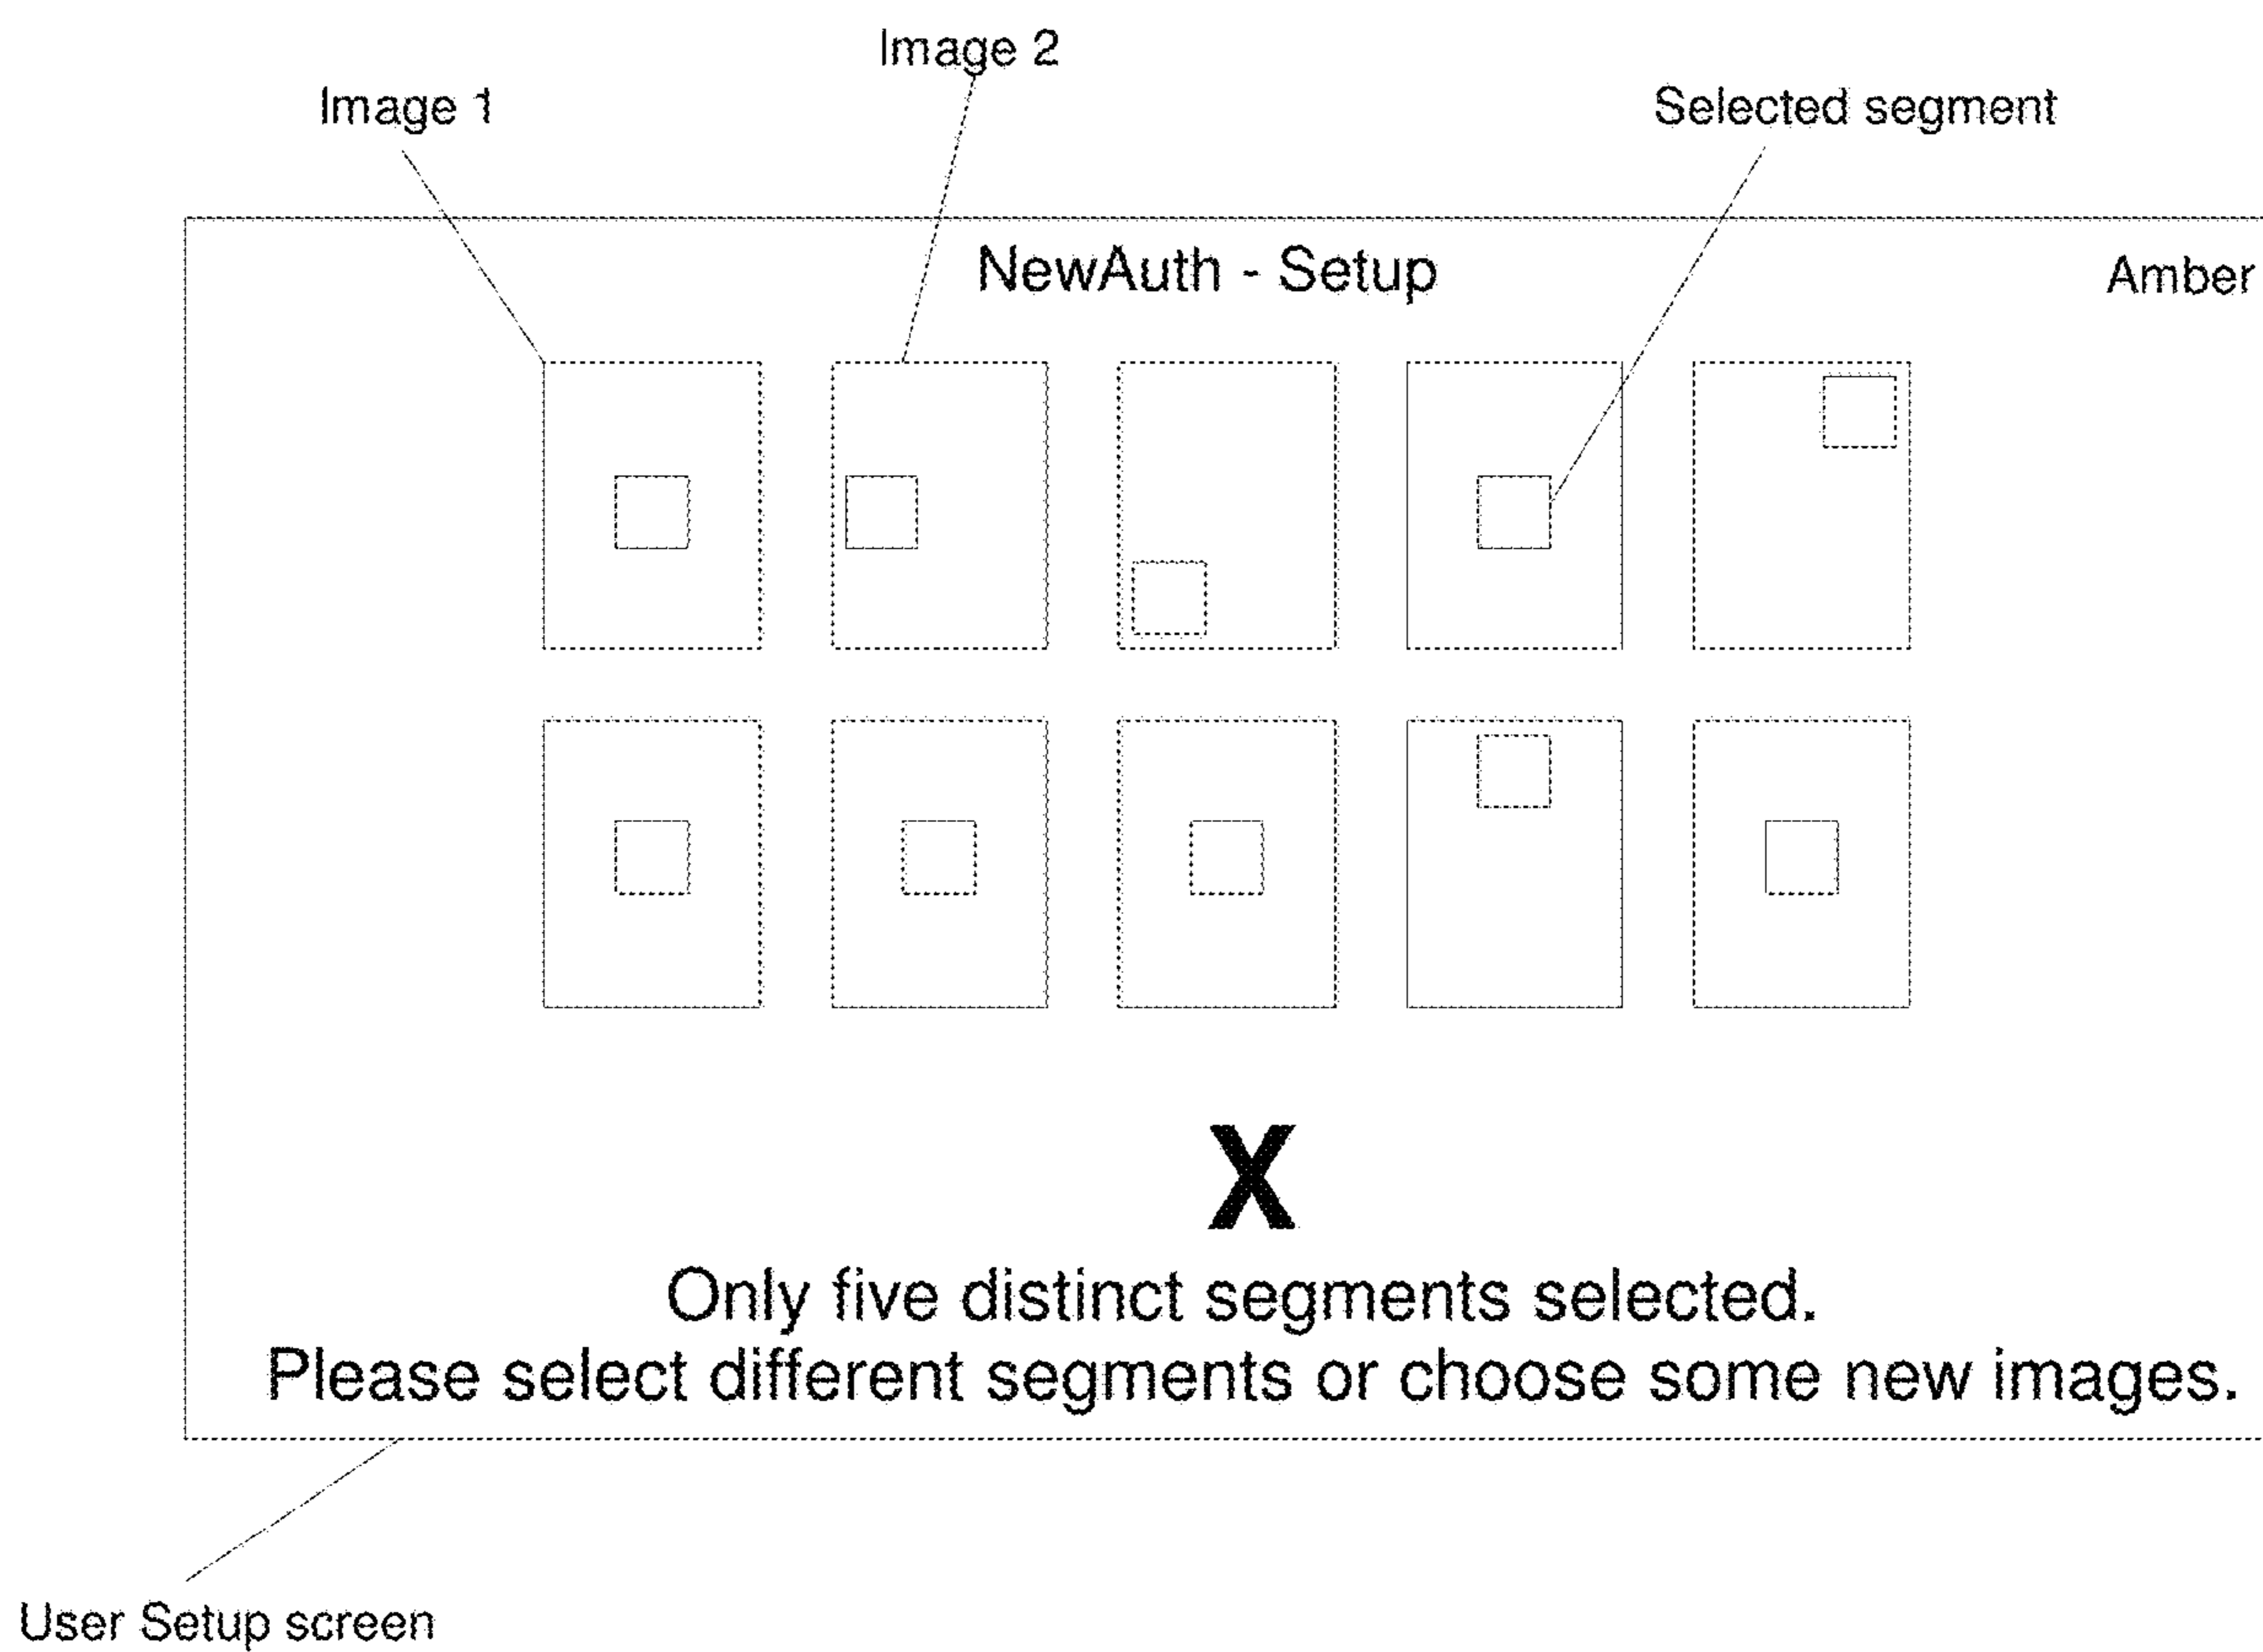 Image 2
Image 1
Selected segment
NewAuth - Setup
Amber
X
Only five distinct segments selected.
Please select different segments or choose some new images.
User Setup screen